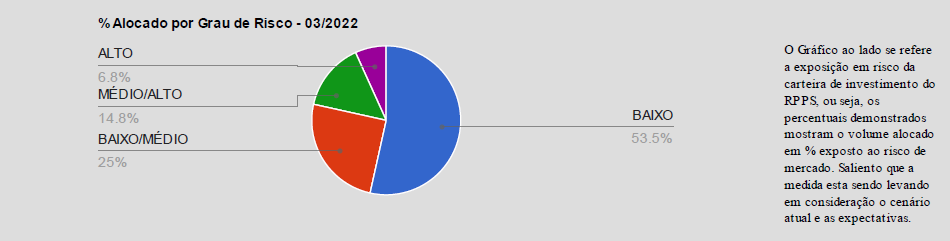 % Alocado por Grau de Risco - 03/2022
ALTO
6.8%
MÉDIO/ALTO
14.8%
BAIXO/MÉDIO
25%
BAIXO
53.5%
O Gráfico ao lado se refere
a exposição em risco da
carteira de investimento do
RPPS, ou seja, os
percentuais demonstrados
mostram o volume alocado
em % exposto ao risco de
mercado. Saliento que a
medida esta sendo levando
em consideração o cenário
atual e as expectativas.